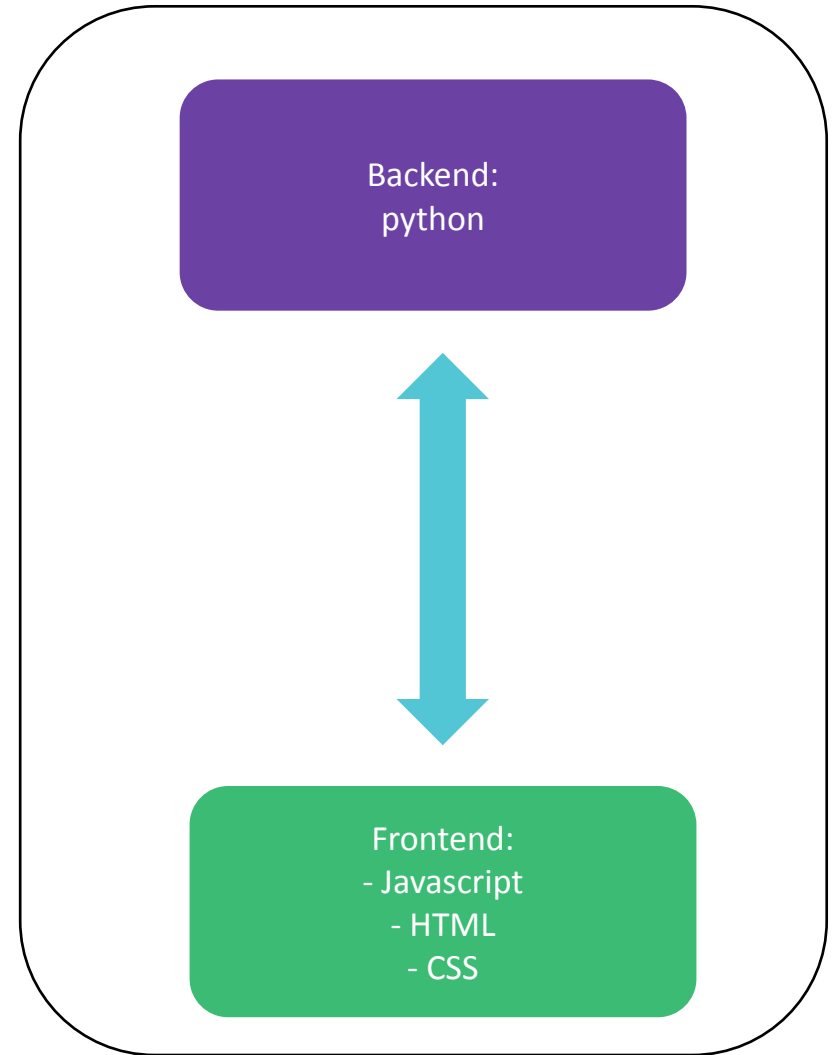 Backend:
python
Frontend:
- Javascript
- HTML
- CSS